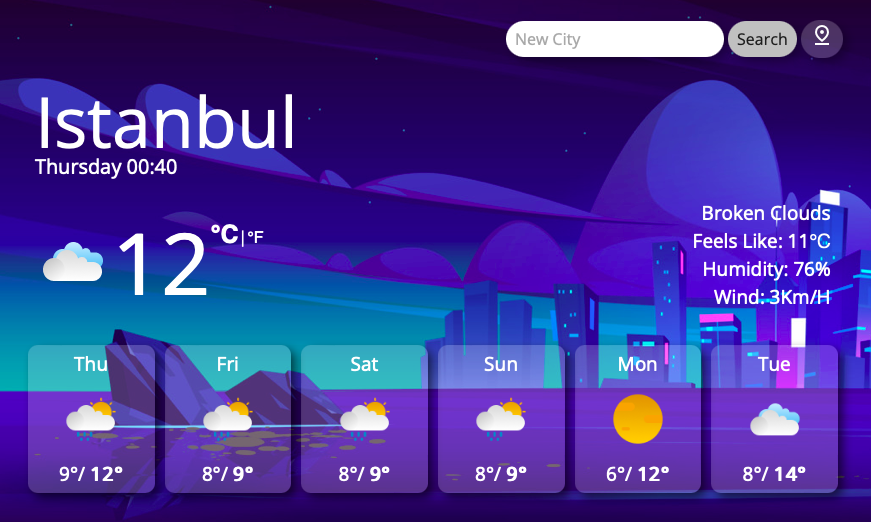 New City
Search
Istanbul
Thursday 00:40
12
°C|°F
Broken Clouds
Feels Like: 11°C
Humidity: 76%
Wind: 3Km/H
Thu
9°/ 12°
Fri
8°/ 9°
Sat
8°/ 9°
Sun
8°/ 9°
Mon
6°/ 12°
Tue
8°/ 14°